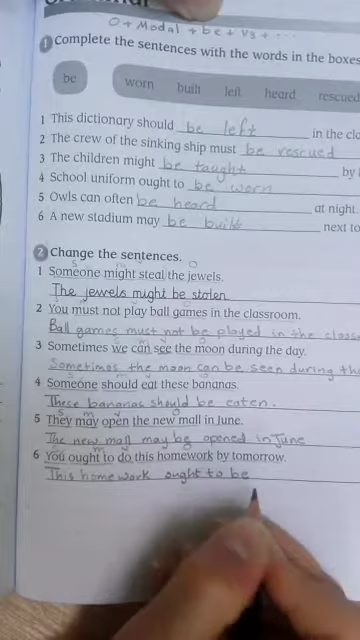 O + Modal + be + V3 + ...
1 Complete the sentences with the words in the boxes
be
worn built left heard rescued
1 This dictionary should be left in the cla
2 The crew of the sinking ship must be rescued
3 The children might be taught by
4 School uniform ought to be worn
5 Owls can often be heard at night.
6 A new stadium may be built next to
2 Change the sentences.
S m v O
1 Someone might steal the jewels.
The jewels might be stolen
2 You must not play ball games in the classroom.
Ball games must not be played in the classr
3 Sometimes we can see the moon during the day.
Sometimes the moon can be seen during the
4 Someone should eat these bananas.
These bananas should be eaten.
5 They may open the new mall in June.
The new mall may be opened in June
6 You ought to do this homework by tomorrow.
This homework ought to be